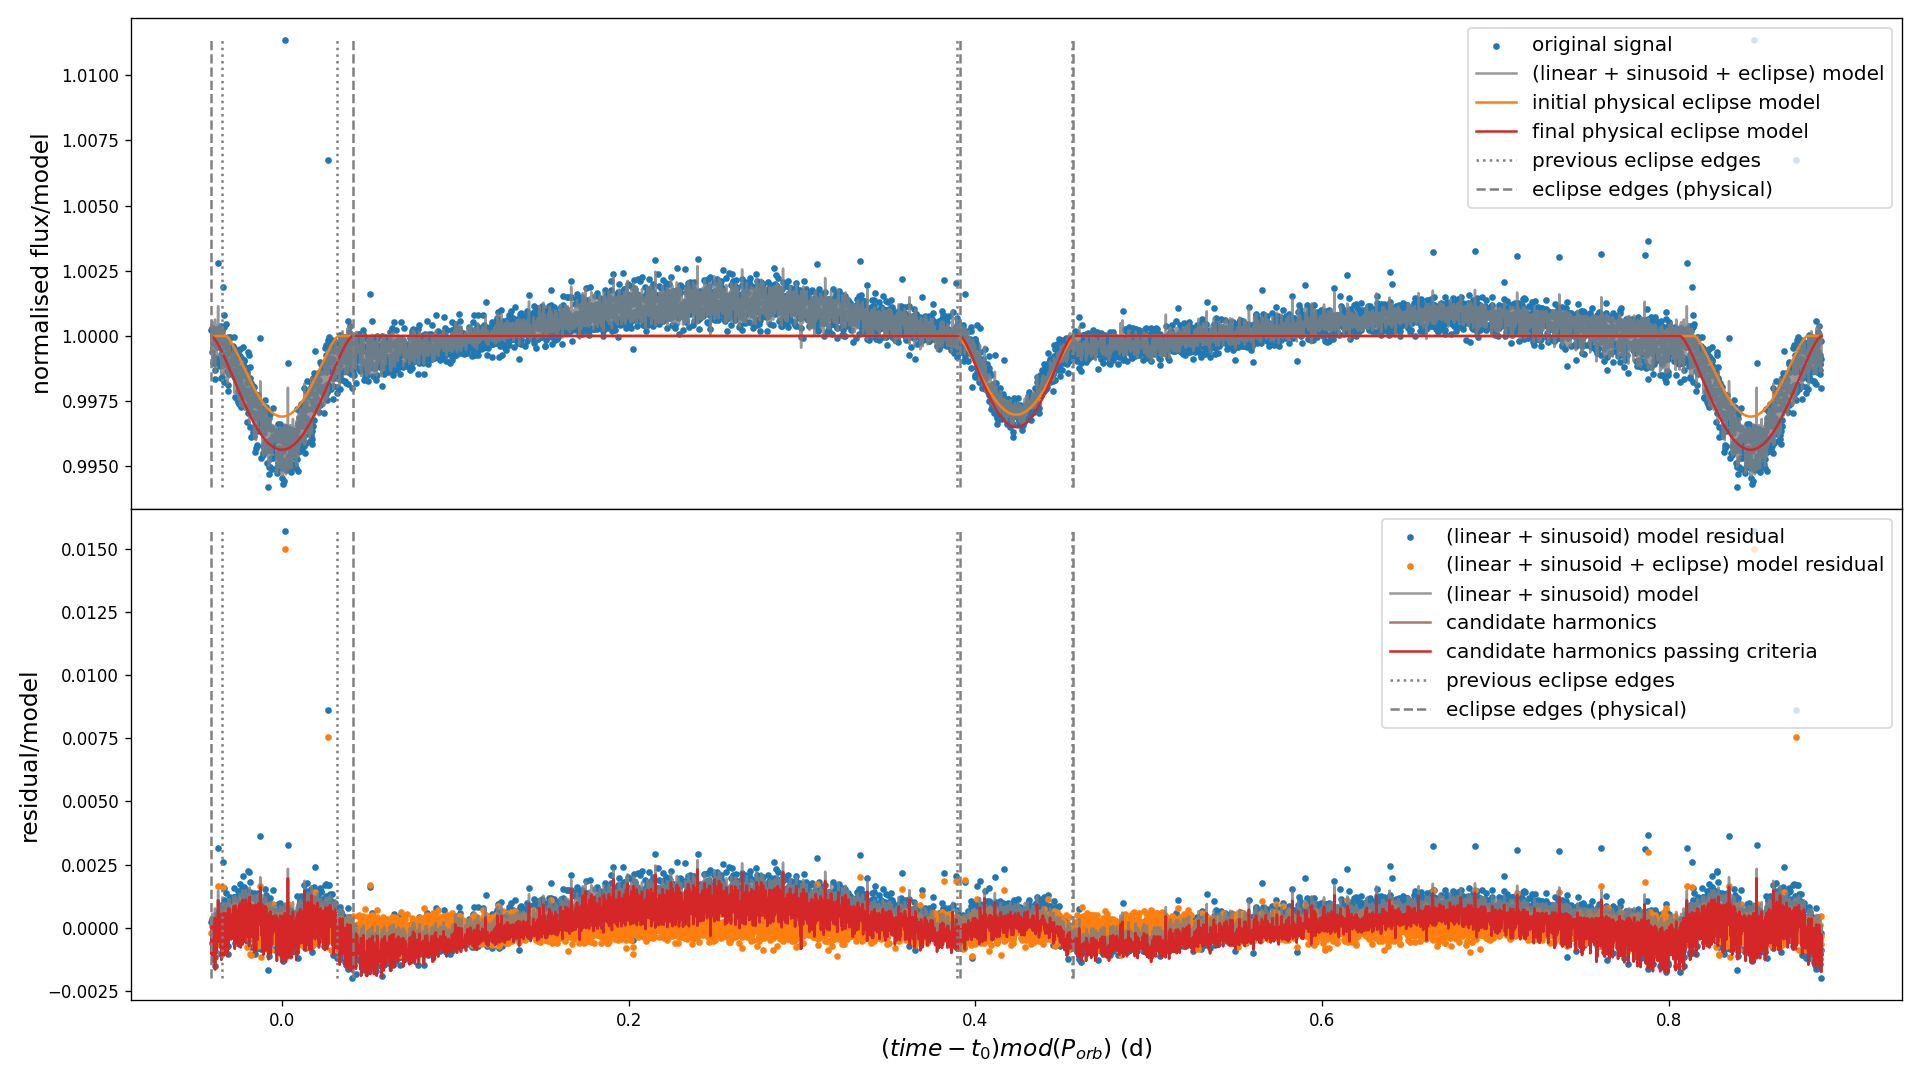 normalised flux/model
1.0100
1.0075
1.0050
1.0025
1.0000
0.9975
0.9950
original signal
(linear + sinusoid + eclipse) model
initial physical eclipse model
final physical eclipse model
previous eclipse edges
eclipse edges (physical)
residual/model
0.0150
0.0125
0.0100
0.0075
0.0050
0.0025
0.0000
−0.0025
(linear + sinusoid) model residual
(linear + sinusoid + eclipse) model residual
(linear + sinusoid) model
candidate harmonics
candidate harmonics passing criteria
previous eclipse edges
eclipse edges (physical)
0.0 0.2 0.4 0.6 0.8
(time − t₀)mod(P_orb) (d)